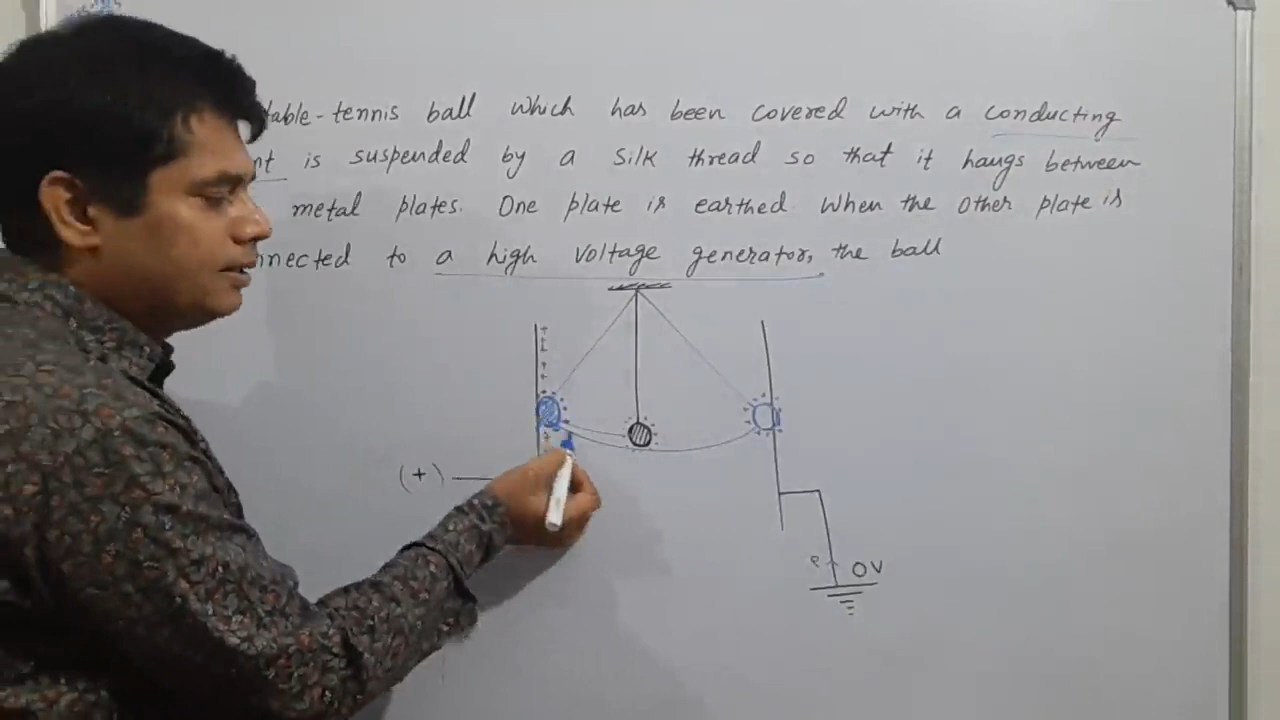 table-tennis ball which has been covered with a conducting
nt is suspended by a silk thread so that it hangs between
metal plates. One plate is earthed. When the other plate is
nnected to a high voltage generator, the ball
(+)
e 0V